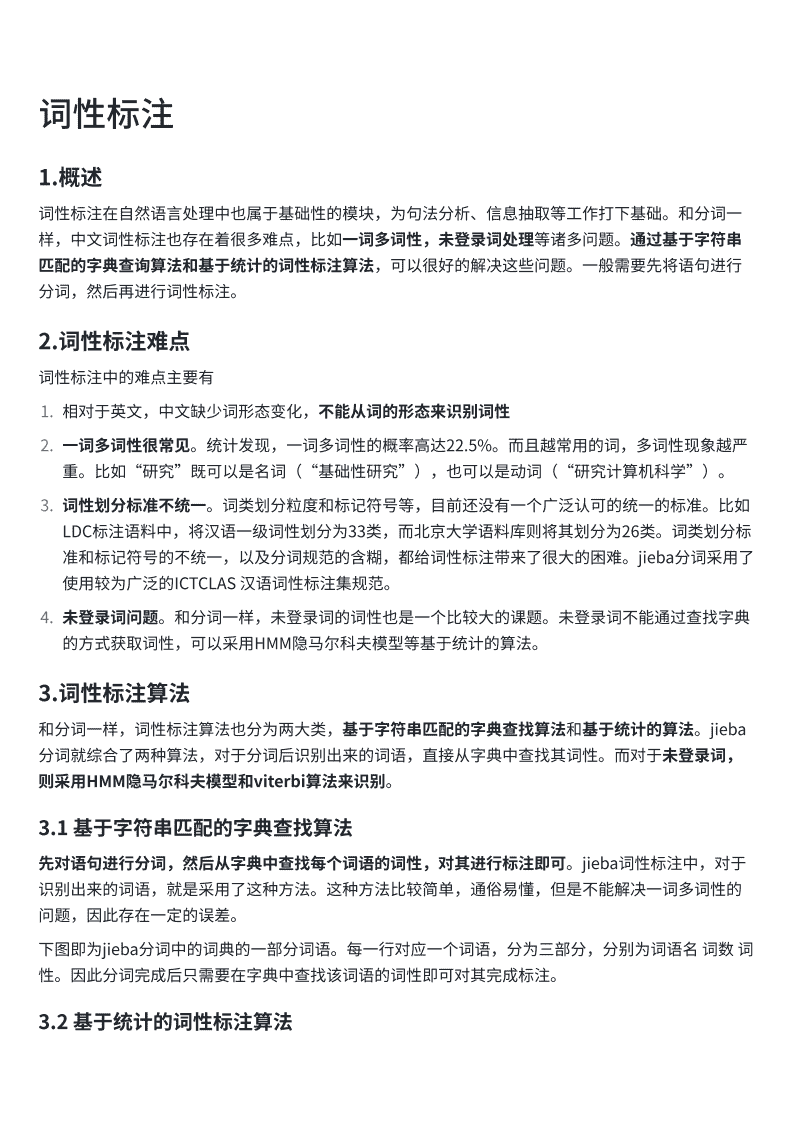 词性标注
1.概述
词性标注在自然语言处理中也属于基础性的模块，为句法分析、信息抽取等工作打下基础。和分词一
样，中文词性标注也存在着很多难点，比如一词多词性，未登录词处理等诸多问题。通过基于字符串
匹配的字典查询算法和基于统计的词性标注算法，可以很好的解决这些问题。一般需要先将语句进行
分词，然后再进行词性标注。
2.词性标注难点
词性标注中的难点主要有
1. 相对于英文，中文缺少词形态变化，不能从词的形态来识别词性
2. 一词多词性很常见。统计发现，一词多词性的概率高达22.5%。而且越常用的词，多词性现象越严
重。比如“研究”既可以是名词（“基础性研究”），也可以是动词（“研究计算机科学”）。
3. 词性划分标准不统一。词类划分粒度和标记符号等，目前还没有一个广泛认可的统一的标准。比如
LDC标注语料中，将汉语一级词性划分为33类，而北京大学语料库则将其划分为26类。词类划分标
准和标记符号的不统一，以及分词规范的含糊，都给词性标注带来了很大的困难。jieba分词采用了
使用较为广泛的ICTCLAS 汉语词性标注集规范。
4. 未登录词问题。和分词一样，未登录词的词性也是一个比较大的课题。未登录词不能通过查找字典
的方式获取词性，可以采用HMM隐马尔科夫模型等基于统计的算法。
3.词性标注算法
和分词一样，词性标注算法也分为两大类，基于字符串匹配的字典查找算法和基于统计的算法。jieba
分词就综合了两种算法，对于分词后识别出来的词语，直接从字典中查找其词性。而对于未登录词，
则采用HMM隐马尔科夫模型和viterbi算法来识别。
3.1 基于字符串匹配的字典查找算法
先对语句进行分词，然后从字典中查找每个词语的词性，对其进行标注即可。jieba词性标注中，对于
识别出来的词语，就是采用了这种方法。这种方法比较简单，通俗易懂，但是不能解决一词多词性的
问题，因此存在一定的误差。
下图即为jieba分词中的词典的一部分词语。每一行对应一个词语，分为三部分，分别为词语名 词数 词
性。因此分词完成后只需要在字典中查找该词语的词性即可对其完成标注。
3.2 基于统计的词性标注算法